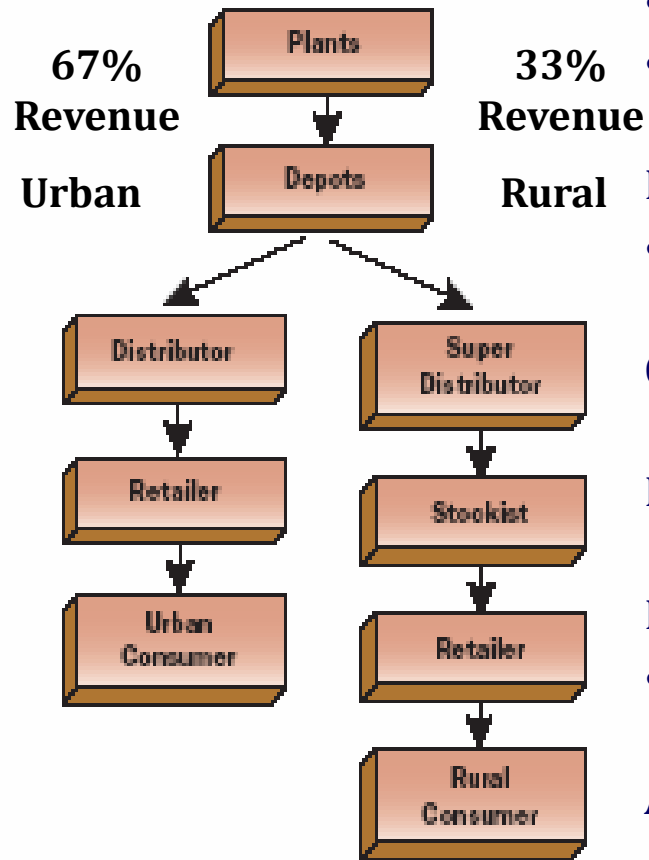 Plants
67%
Revenue
Urban
33%
Revenue
Rural
Depots
Distributor
Retailer
Urban
Consumer
Super
Distributor
Stockist
Retailer
Rural
Consumer